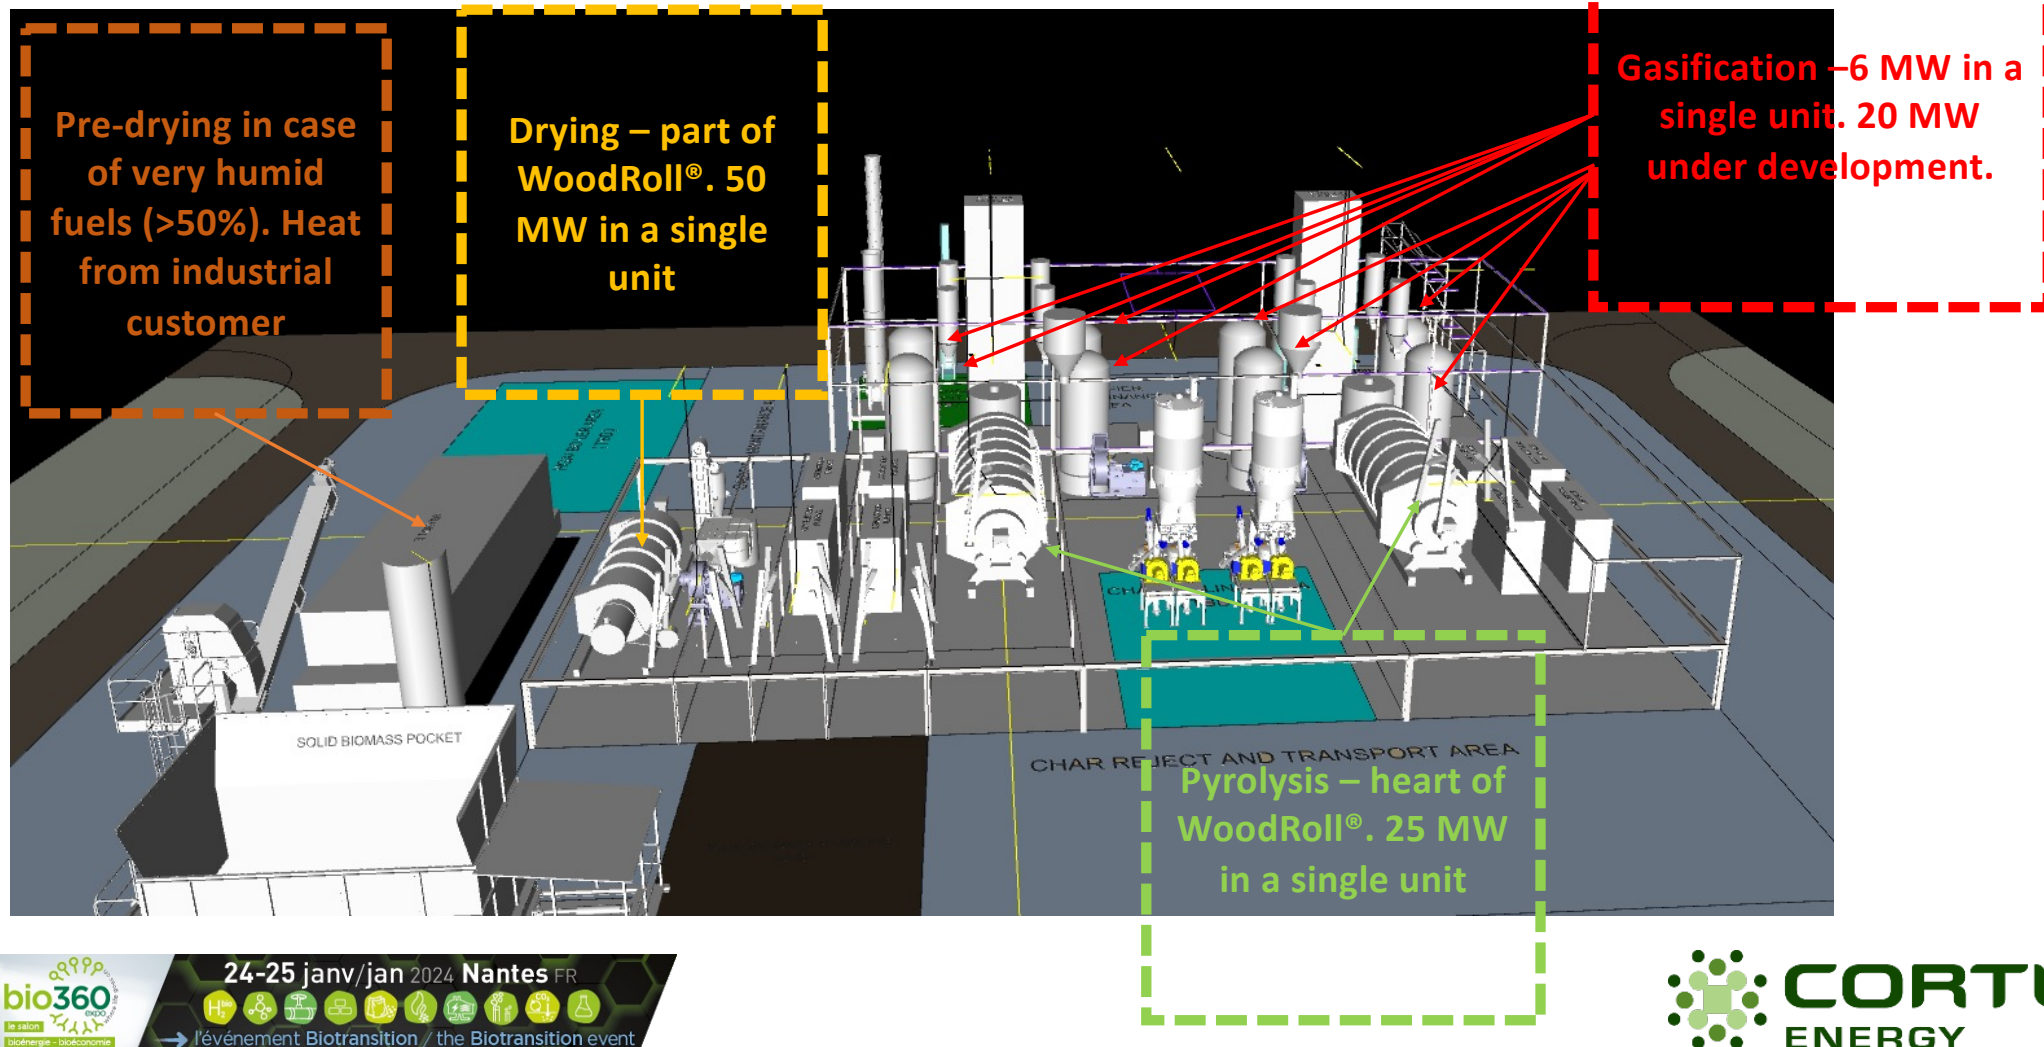 Pre-drying in case
of very humid
fuels (>50%). Heat
from industrial
customer
Drying – part of
WoodRoll®. 50
MW in a single
unit
Gasification –6 MW in a
single unit. 20 MW
under development.
SOLID BIOMASS POCKET
CHAR REJECT AND TRANSPORT AREA
Pyrolysis – heart of
WoodRoll®. 25 MW
in a single unit
bio360
expo
le salon
bioénergie - bioéconomie
24-25 janv/jan 2024 Nantes FR
l'événement Biotransition / the Biotransition event
CORTU
ENERGY